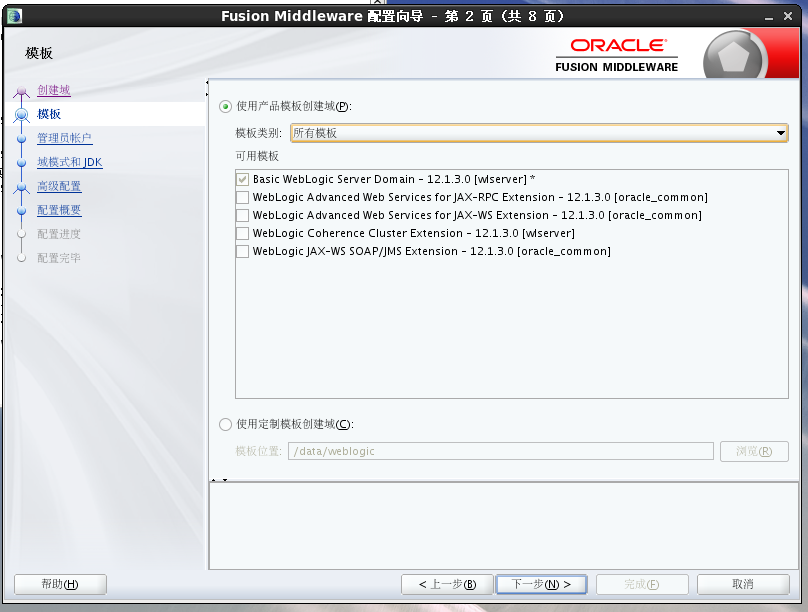 Fusion Middleware 配置向导 - 第 2 页 (共 8 页)
模板
ORACLE
FUSION MIDDLEWARE
创建域
模板
管理员帐户
域模式和 JDK
高级配置
配置概要
配置进度
配置完毕
使用产品模板创建域(P):
模板类别: 所有模板
可用模板
Basic WebLogic Server Domain - 12.1.3.0 [wlserver] *
WebLogic Advanced Web Services for JAX-RPC Extension - 12.1.3.0 [oracle_common]
WebLogic Advanced Web Services for JAX-WS Extension - 12.1.3.0 [oracle_common]
WebLogic Coherence Cluster Extension - 12.1.3.0 [wlserver]
WebLogic JAX-WS SOAP/JMS Extension - 12.1.3.0 [oracle_common]
使用定制模板创建域(C):
模板位置: /data/weblogic 浏览(R)
帮助(H) < 上一步(B) 下一步(N) > 完成(F) 取消